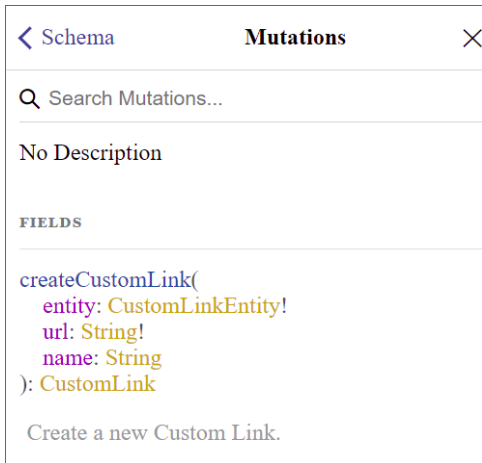 Schema
Mutations
Search Mutations...
No Description
FIELDS
createCustomLink(
entity: CustomLinkEntity!
url: String!
name: String
): CustomLink
Create a new Custom Link.